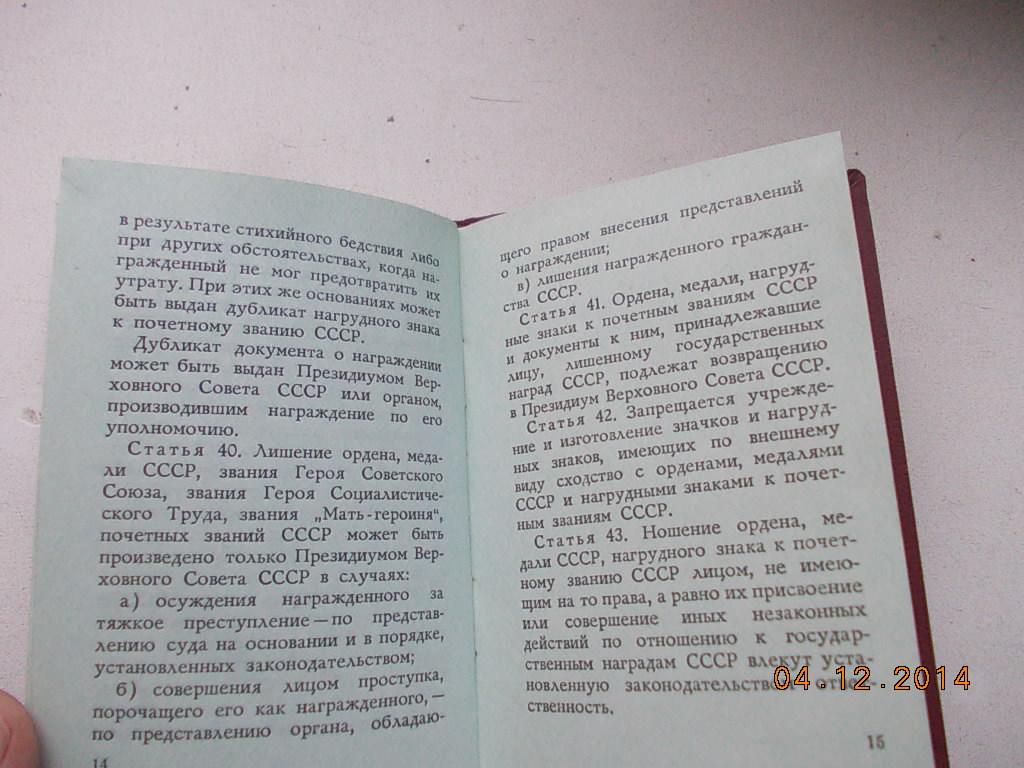 в результате стихийного бедствия либо
при других обстоятельствах, когда на-
гражденный не мог предотвратить их
утрату. При этих же основаниях может
быть выдан дубликат нагрудного знака
к почетному званию СССР.
Дубликат документа о награждении
может быть выдан Президиумом Вер-
ховного Совета СССР или органом,
производившим награждение по его
уполномочию.
Статья 40. Лишение ордена, меда-
ли СССР, звания Героя Советского
Союза, звания Героя Социалистиче-
ского Труда, звания „Мать-героиня“,
почетных званий СССР может быть
произведено только Президиумом Вер-
ховного Совета СССР в случаях:
а) осуждения награжденного за
тяжкое преступление — по представ-
лению суда на основании и в порядке,
установленных законодательством;
б) совершения лицом проступка,
порочащего его как награжденного, —
по представлению органа, обладаю-
14
щего правом внесения представлений
о награждении;
в) лишения награжденного граждан-
ства СССР.
Статья 41. Ордена, медали, нагруд-
ные знаки к почетным званиям СССР
и документы к ним, принадлежавшие
лицу, лишенному государственных
наград СССР, подлежат возвращению
в Президиум Верховного Совета СССР.
Статья 42. Запрещается учрежде-
ние и изготовление значков и нагруд-
ных знаков, имеющих по внешнему
виду сходство с орденами, медалями
СССР и нагрудными знаками к почет-
ным званиям СССР.
Статья 43. Ношение ордена, ме-
дали СССР, нагрудного знака к почет-
ному званию СССР лицом, не имею-
щим на то права, а равно их присвоение
или совершение иных незаконных
действий по отношению к государ-
ственным наградам СССР влекут уста-
новленную законодательством ответ-
ственность.
15
04.12.2014